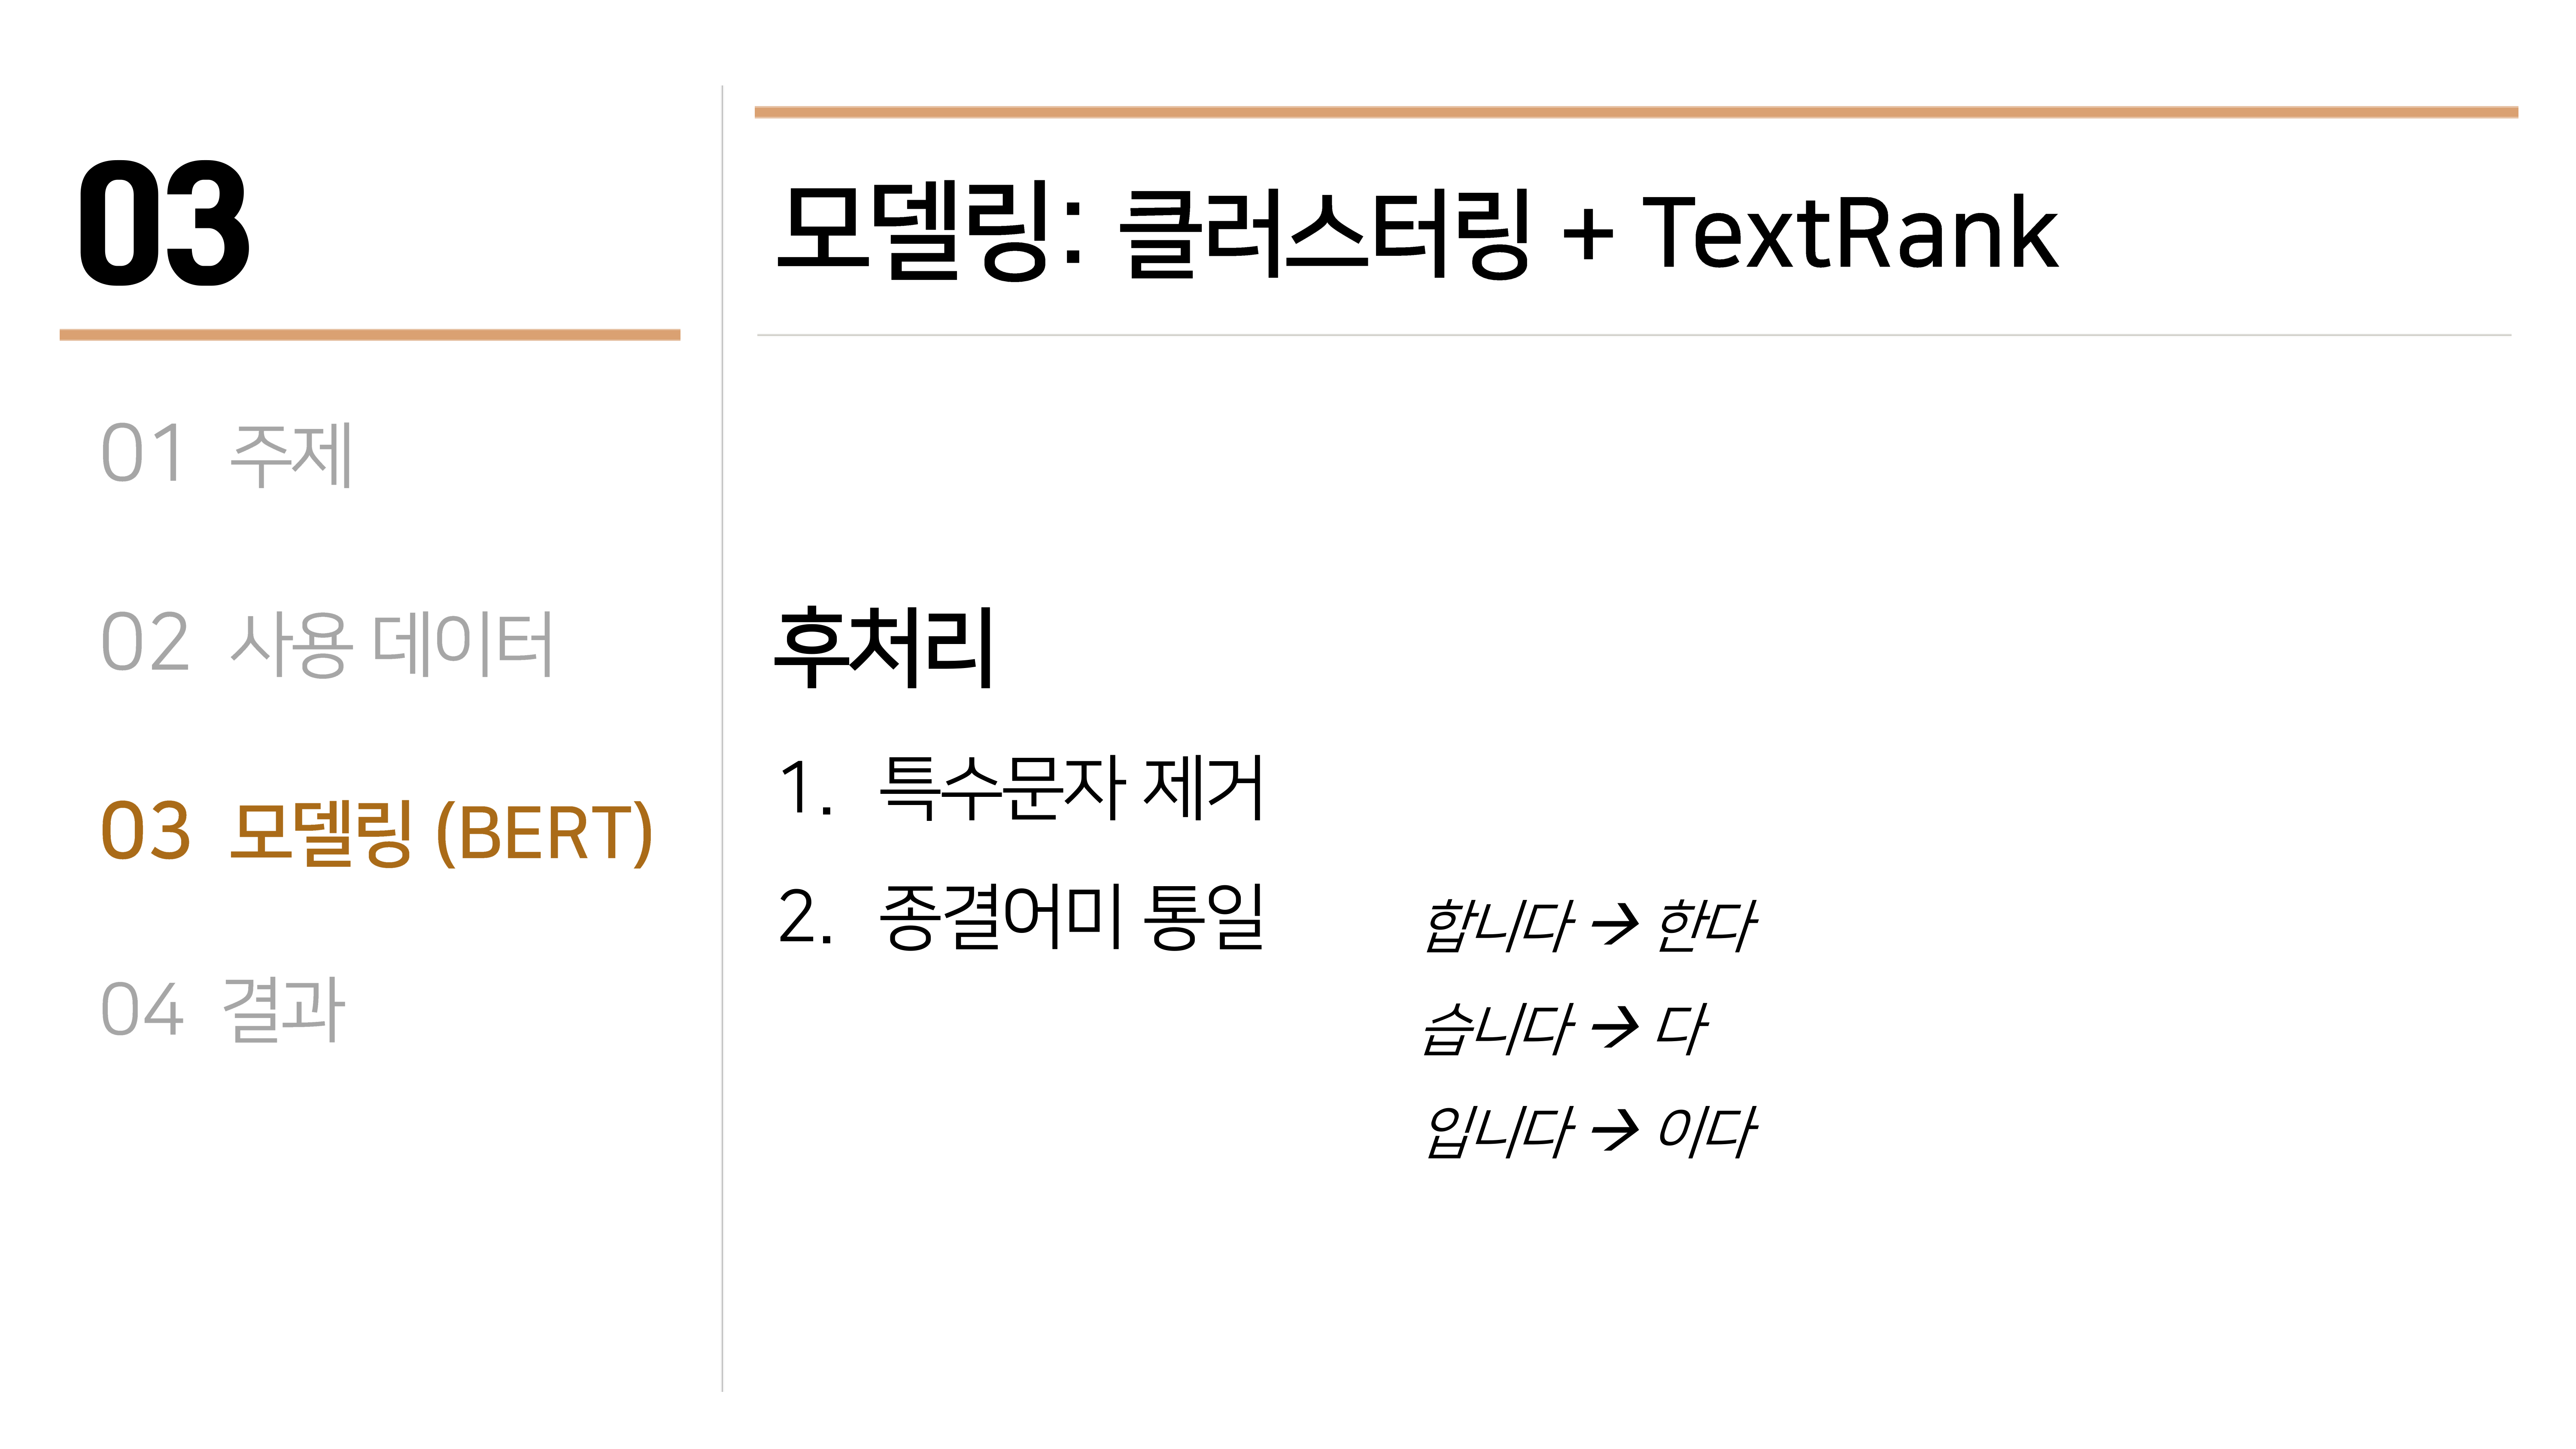 03
01 주제
02 사용 데이터
03 모델링 (BERT)
04 결과
모델링: 클러스터링 + TextRank
후처리
1. 특수문자 제거
2. 종결어미 통일
합니다 → 한다
습니다 → 다
입니다 → 이다